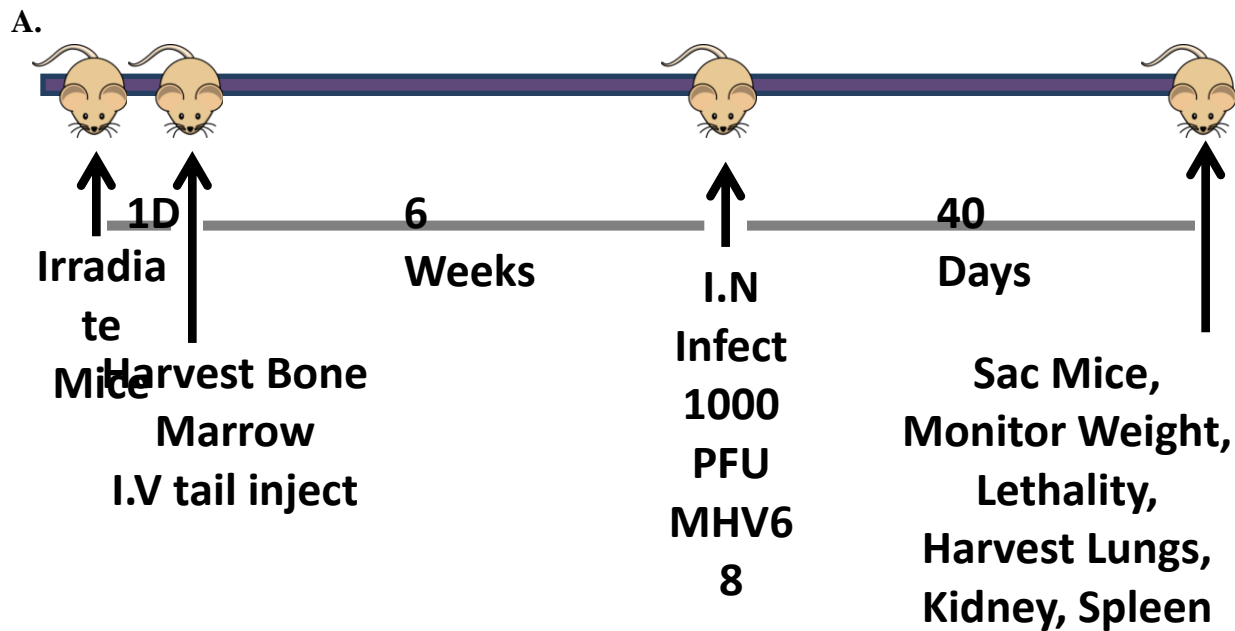 A.
1D
Irradia
te
Mice
Harvest Bone
Marrow
I.V tail inject
6
Weeks
I.N
Infect
1000
PFU
MHV6
8
40
Days
Sac Mice,
Monitor Weight,
Lethality,
Harvest Lungs,
Kidney, Spleen